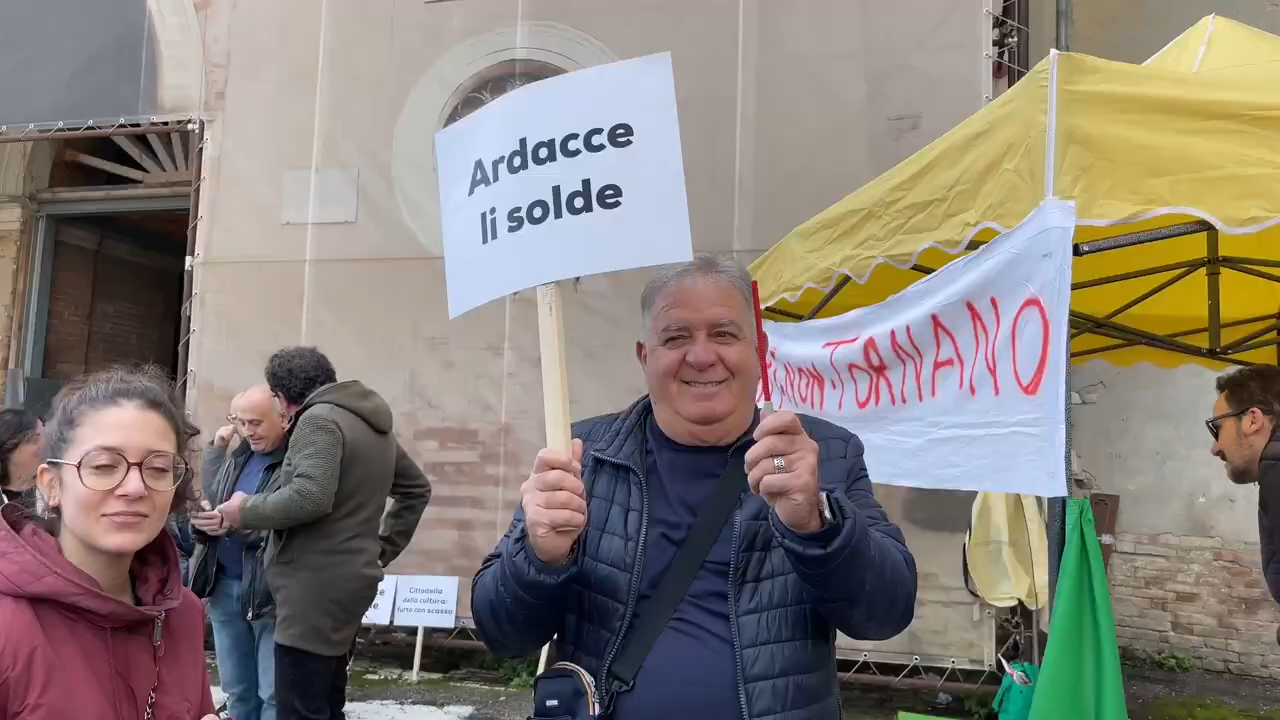 Ardacce
li solde
NON TORNANO
Cittadella
della cultura:
furto con scasso